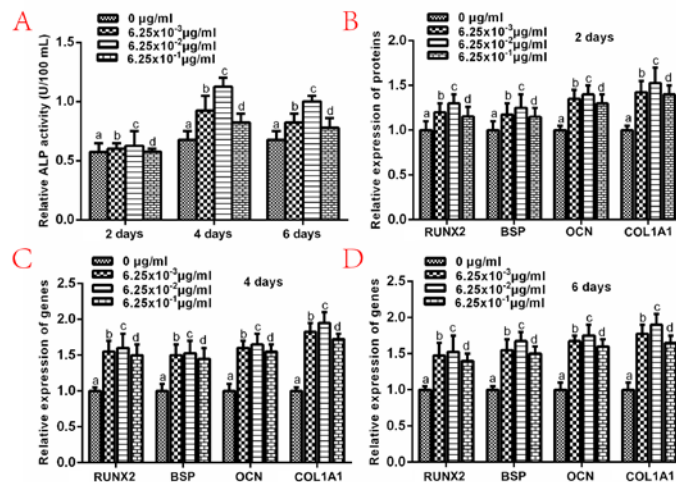 A
0 µg/ml
6.25x10⁻³µg/ml
6.25x10⁻²µg/ml
6.25x10⁻¹µg/ml
Relative ALP activity (U/100 mL)
1.5
1.0
0.5
0.0
a b c d
a b c d
a b c d
2 days 4 days 6 days
B
0 µg/ml
6.25x10⁻³µg/ml
6.25x10⁻²µg/ml
6.25x10⁻¹µg/ml
2 days
Relative expression of proteins
2.0
1.5
1.0
0.5
0.0
a b c d
a b c d
a b c d
a b c d
RUNX2 BSP OCN COL1A1
C
0 µg/ml
6.25x10⁻³µg/ml
6.25x10⁻²µg/ml
6.25x10⁻¹µg/ml
4 days
Relative expression of genes
2.5
2.0
1.5
1.0
0.5
0.0
a b c d
a b c d
a b c d
a b c d
RUNX2 BSP OCN COL1A1
D
0 µg/ml
6.25x10⁻³µg/ml
6.25x10⁻²µg/ml
6.25x10⁻¹µg/ml
6 days
Relative expression of genes
2.5
2.0
1.5
1.0
0.5
0.0
a b c d
a b c d
a b c d
a b c d
RUNX2 BSP OCN COL1A1